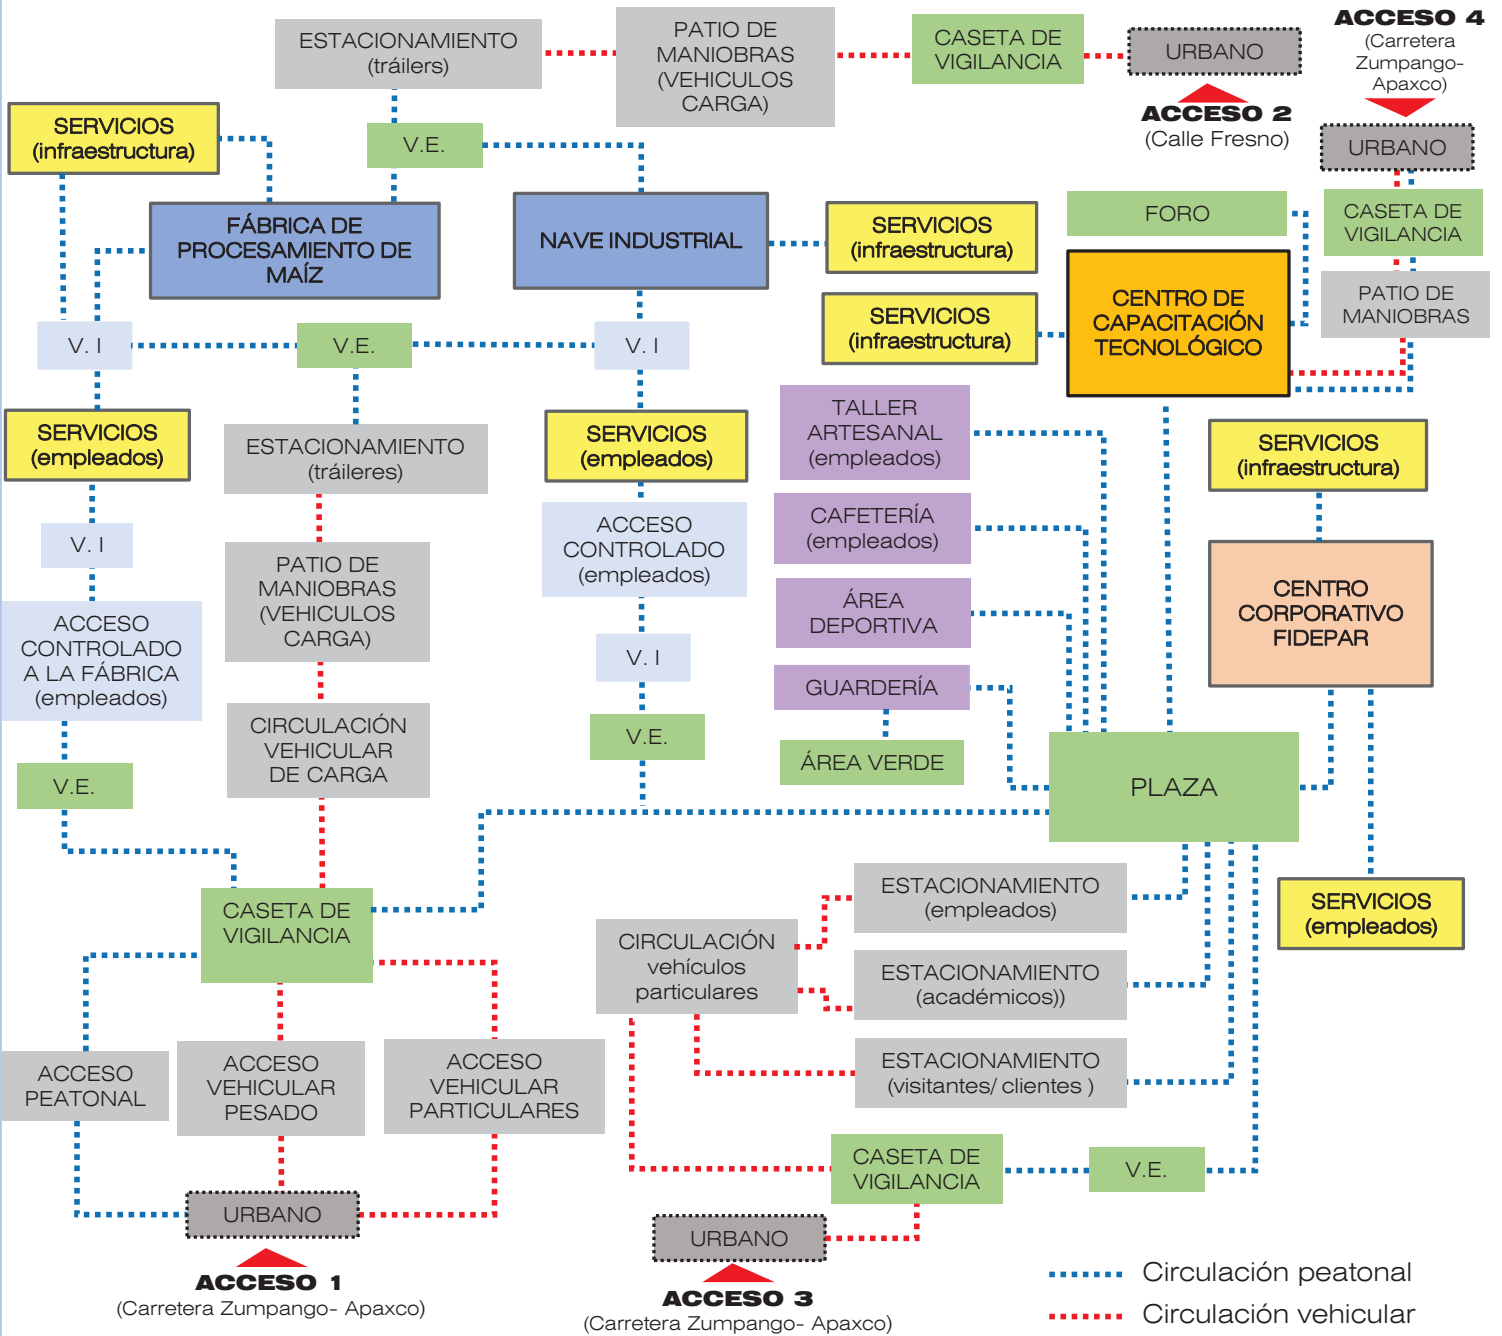 ESTACIONAMIENTO
(tráilers)
PATIO DE
MANIOBRAS
(VEHICULOS
CARGA)
CASETA DE
VIGILANCIA
URBANO
ACCESO 2
(Calle Fresno)
ACCESO 4
(Carretera
Zumpango-
Apaxco)
URBANO
SERVICIOS
(infraestructura)
V.E.
FÁBRICA DE
PROCESAMIENTO DE
MAÍZ
NAVE INDUSTRIAL
SERVICIOS
(infraestructura)
FORO
CASETA DE
VIGILANCIA
SERVICIOS
(infraestructura)
CENTRO DE
CAPACITACIÓN
TECNOLÓGICO
PATIO DE
MANIOBRAS
V. I
V.E.
V. I
SERVICIOS
(empleados)
ESTACIONAMIENTO
(tráileres)
SERVICIOS
(empleados)
TALLER
ARTESANAL
(empleados)
SERVICIOS
(infraestructura)
V. I
PATIO DE
MANIOBRAS
(VEHICULOS
CARGA)
ACCESO
CONTROLADO
(empleados)
CAFETERÍA
(empleados)
CENTRO
CORPORATIVO
FIDEPAR
ACCESO
CONTROLADO
A LA FÁBRICA
(empleados)
V. I
ÁREA
DEPORTIVA
GUARDERÍA
CIRCULACIÓN
VEHICULAR
DE CARGA
V.E.
ÁREA VERDE
V.E.
PLAZA
CASETA DE
VIGILANCIA
CIRCULACIÓN
vehículos
particulares
ESTACIONAMIENTO
(empleados)
SERVICIOS
(empleados)
ESTACIONAMIENTO
(académicos))
ESTACIONAMIENTO
(visitantes/ clientes )
ACCESO
PEATONAL
ACCESO
VEHICULAR
PESADO
ACCESO
VEHICULAR
PARTICULARES
CASETA DE
VIGILANCIA
V.E.
URBANO
URBANO
ACCESO 1
(Carretera Zumpango- Apaxco)
ACCESO 3
(Carretera Zumpango- Apaxco)
Circulación peatonal
Circulación vehicular